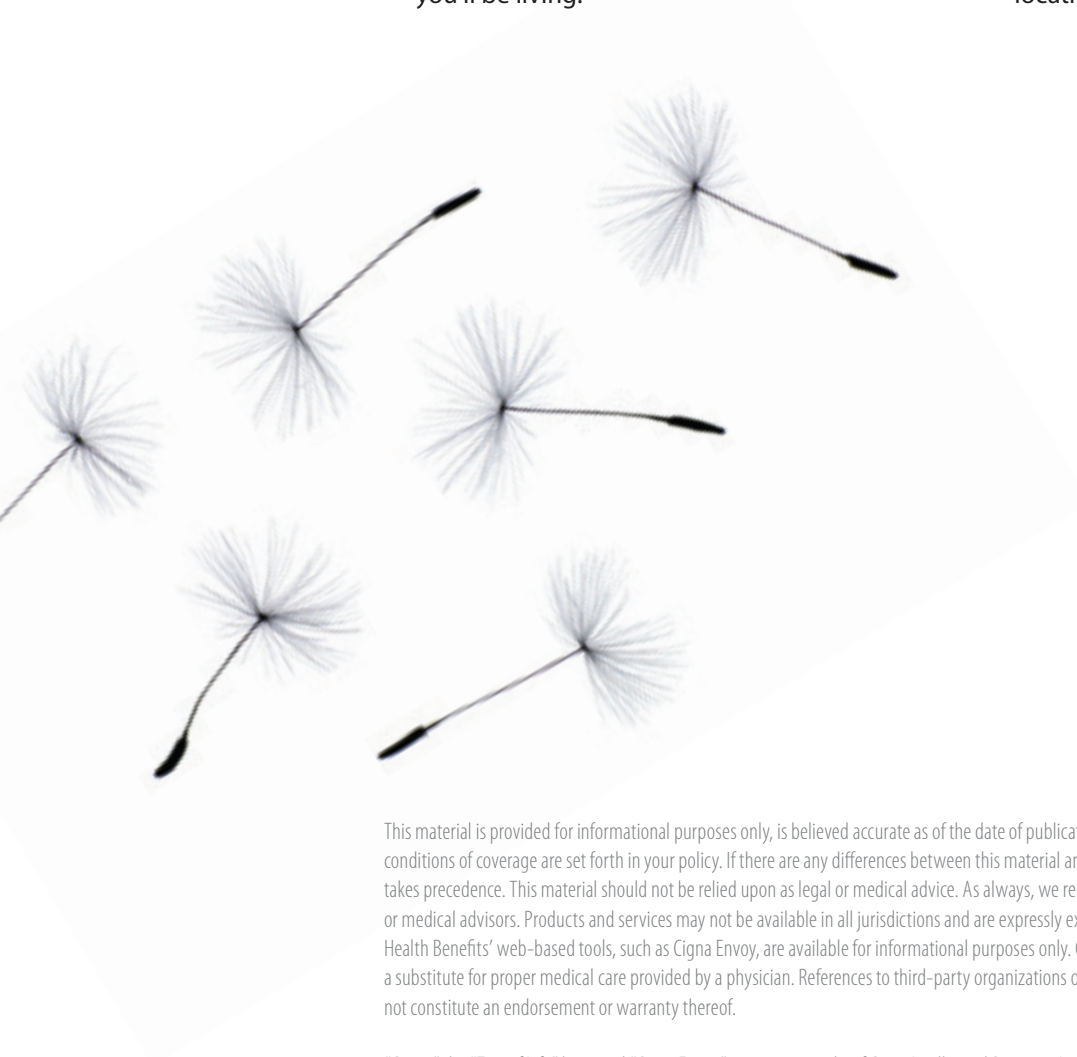 you'll be living.
This material is provided for informational purposes only, is believed accurate as of the date of
conditions of coverage are set forth in your policy. If there are any differences between this material
takes precedence. This material should not be relied upon as legal or medical advice. As always, we
or medical advisors. Products and services may not be available in all jurisdictions and are expressly
Health Benefits’ web-based tools, such as Cigna Envoy, are available for informational purposes only.
a substitute for proper medical care provided by a physician. References to third-party organizations
not constitute an endorsement or warranty thereof.